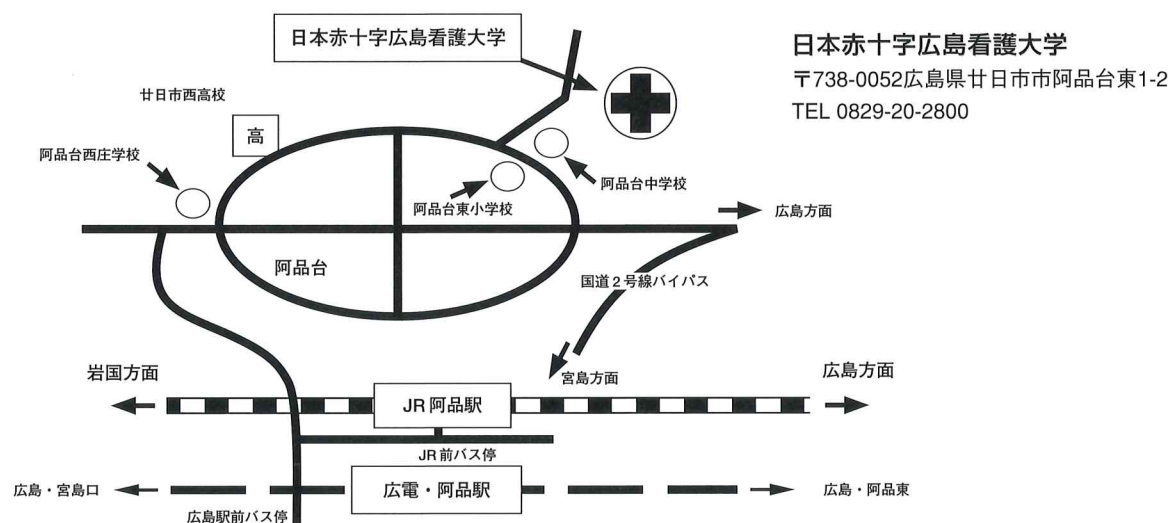 日本赤十字広島看護大学
日本赤十字広島看護大学
〒738-0052広島県廿日市市阿品台東1-2
TEL 0829-20-2800
廿日市西高校
高
阿品台西庄学校
阿品台中学校
阿品台東小学校
広島方面
阿品台
国道2号線バイパス
宮島方面
岩国方面
広島方面
JR阿品駅
JR前バス停
広島・宮島口
広電・阿品駅
広島・阿品東
広島駅前バス停